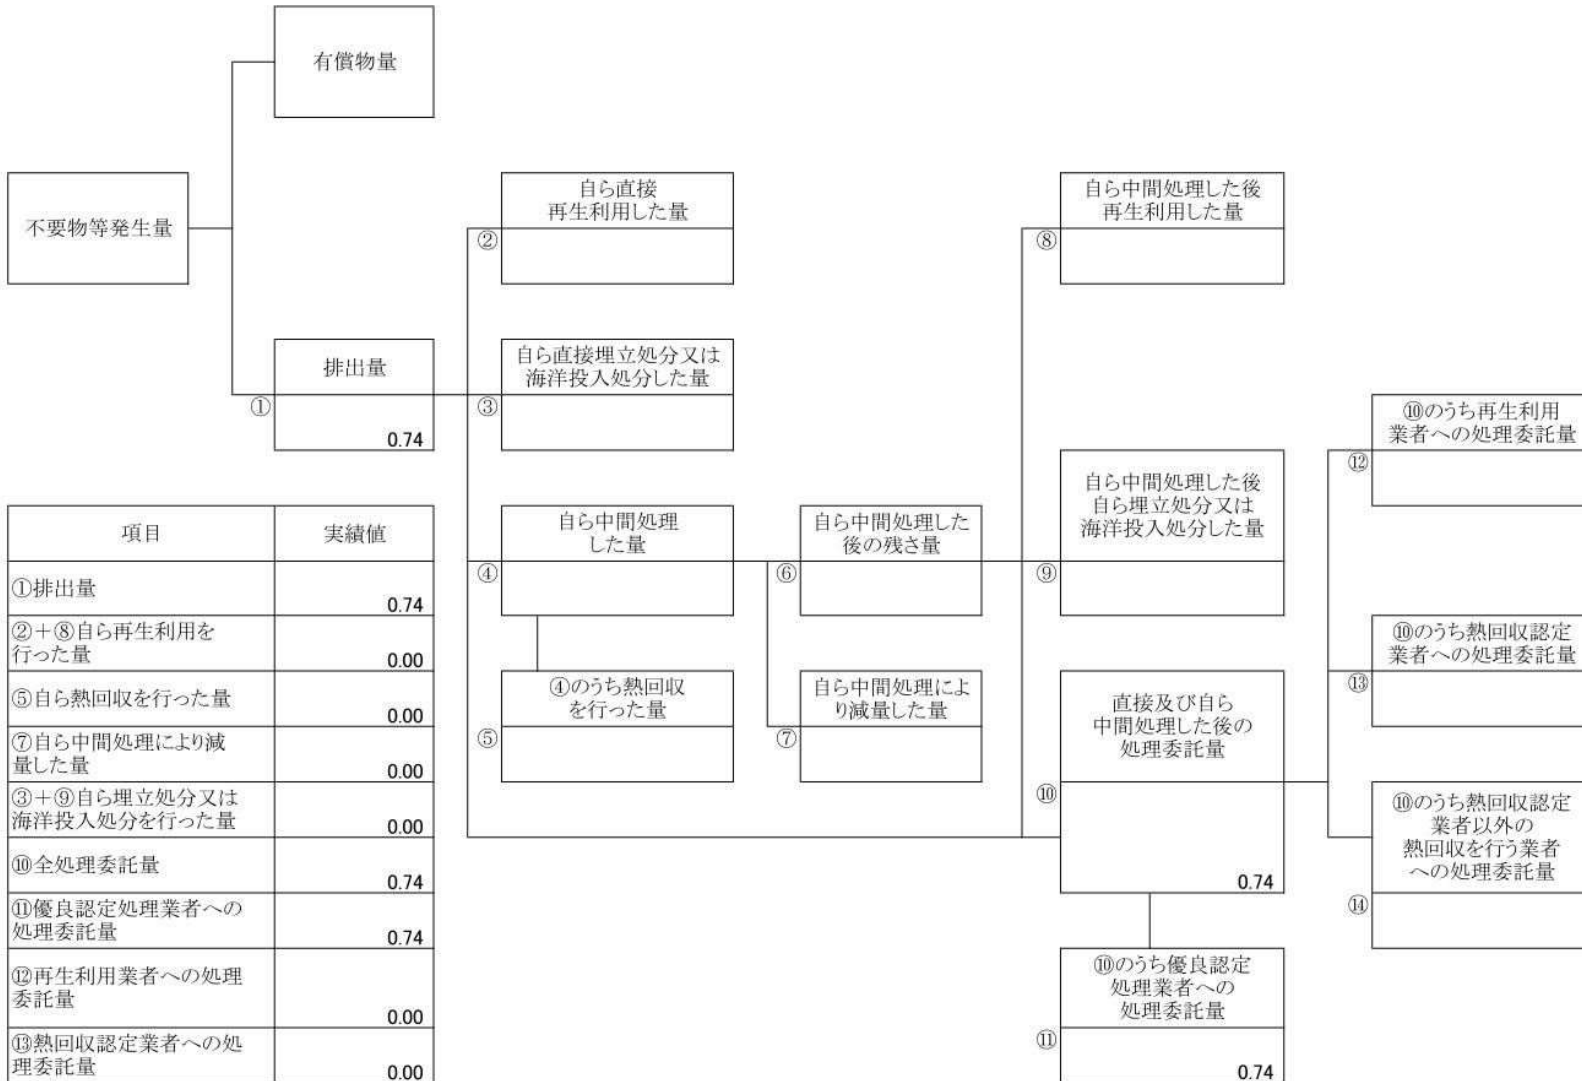 有償物量
不要物等発生量
自ら直接
再生利用した量
②
自ら中間処理した後
再生利用した量
⑧
排出量
①
0.74
自ら直接埋立処分又は
海洋投入処分した量
③
⑩のうち再生利用
業者への処理委託量
⑫
自ら中間処理した後
自ら埋立処分又は
海洋投入処分した量
⑨
自ら中間処理
した量
④
自ら中間処理した
後の残さ量
⑥
④のうち熱回収
を行った量
⑤
自ら中間処理によ
り減量した量
⑦
⑩のうち熱回収認定
業者への処理委託量
⑬
直接及び自ら
中間処理した後の
処理委託量
⑩
0.74
⑩のうち熱回収認定
業者以外の
熱回収を行う業者
への処理委託量
⑭
⑩のうち優良認定
処理業者への
処理委託量
⑪
0.74
項目 実績値
①排出量
0.74
②+⑧自ら再生利用を
行った量
0.00
⑤自ら熱回収を行った量
0.00
⑦自ら中間処理により減
量した量
0.00
③+⑨自ら埋立処分又は
海洋投入処分を行った量
0.00
⑩全処理委託量
0.74
⑪優良認定処理業者への
処理委託量
0.74
⑫再生利用業者への処理
委託量
0.00
⑬熱回収認定業者への処
理委託量
0.00